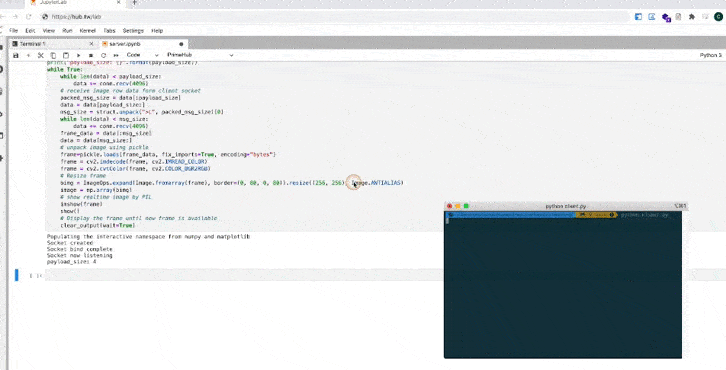 JupyterLab
https://hub.tw/lab
File Edit View Run Kernel Tabs Settings Help
Terminal 1
server.ipynb
Code
PrimeHub
Python 3
print("payload_size: {}".format(payload_size))
while True:
while len(data) < payload_size:
data += conn.recv(4096)
# receive image row data form client socket
packed_msg_size = data[:payload_size]
data = data[payload_size:]
msg_size = struct.unpack(">L", packed_msg_size)[0]
while len(data) < msg_size:
data += conn.recv(4096)
frame_data = data[:msg_size]
data = data[msg_size:]
# unpack image using pickle
frame=pickle.loads(frame_data, fix_imports=True, encoding="bytes")
frame = cv2.imdecode(frame, cv2.IMREAD_COLOR)
frame = cv2.cvtColor(frame, cv2.COLOR_BGR2RGB)
# Resize frame
bimg = ImageOps.expand(Image.fromarray(frame), border=(0, 80, 0, 80)).resize((256, 256), Image.ANTIALIAS)
image = np.array(bimg)
# show realtime image by PIL
imshow(frame)
show()
# Display the frame until new frame is available
clear_output(wait=True)
Populating the interactive namespace from numpy and matplotlib
Socket created
Socket bind complete
Socket now listening
payload_size: 4
python client.py
python client.py